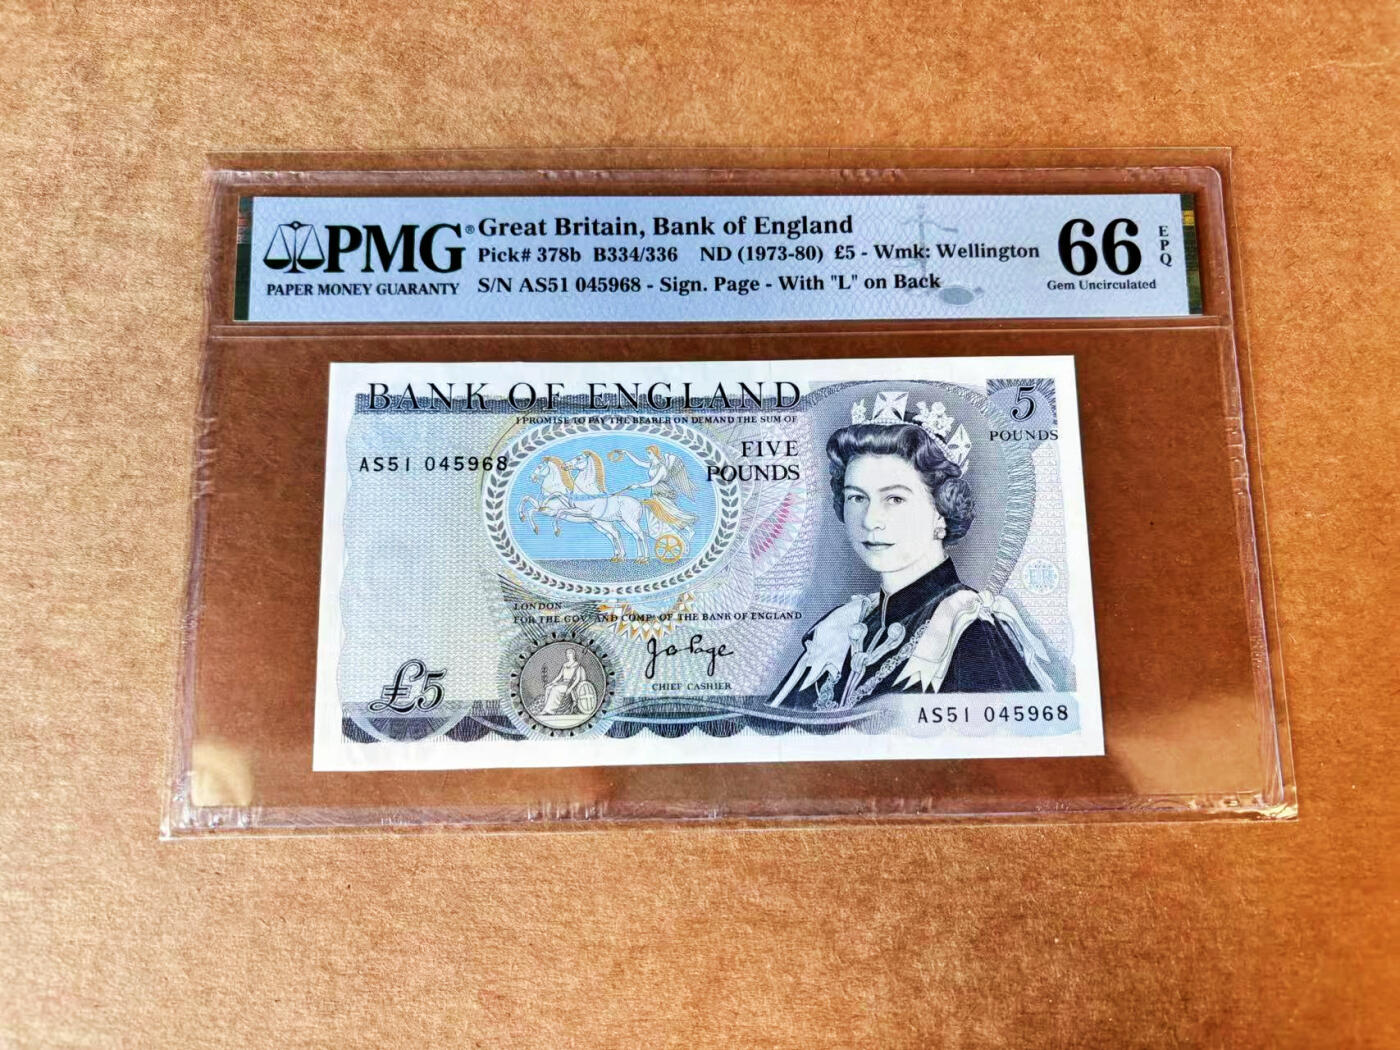 PMG®
PAPER MONEY GUARANTY
Great Britain, Bank of England
Pick# 378b B334/336 ND (1973-80) £5 - Wmk: Wellington
S/N AS51 045968 - Sign. Page - With "L" on Back
66
EPQ
Gem Uncirculated
BANK OF ENGLAND
I PROMISE TO PAY THE BEARER ON DEMAND THE SUM OF
FIVE
POUNDS
5
POUNDS
AS51 045968
LONDON
FOR THE GOVR AND COMPA OF THE BANK OF ENGLAND
J B Page
CHIEF CASHIER
£5
AS51 045968